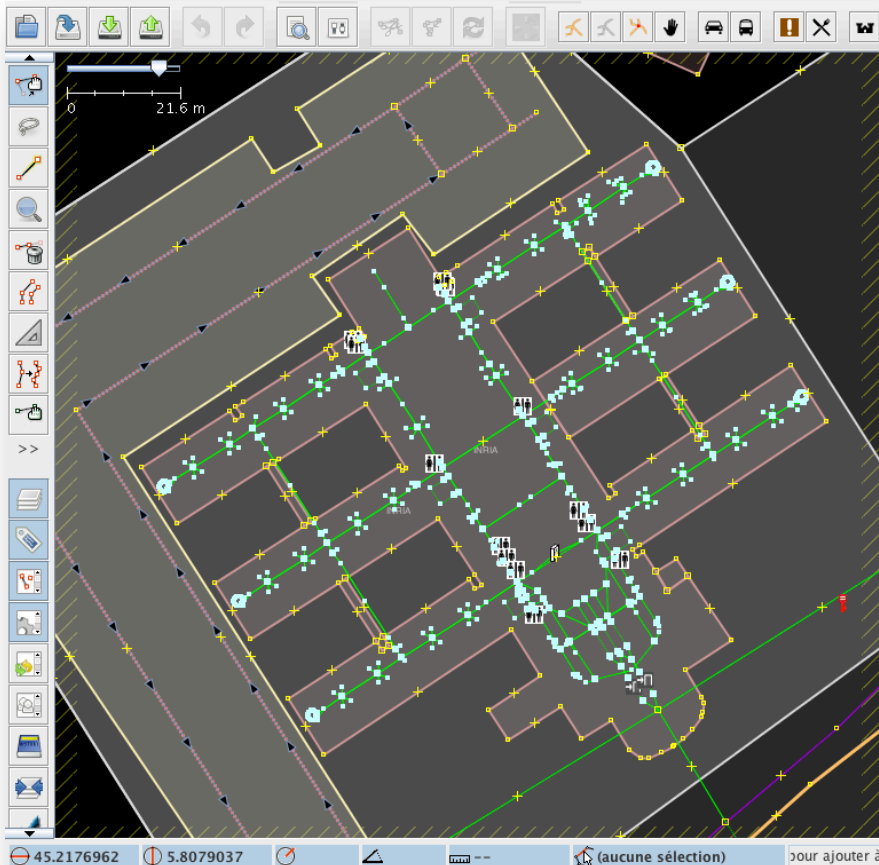 0
21.6 m
INRIA
INRIA
>>
45.2176962
5.8079037
--
(aucune sélection)
pour ajouter à